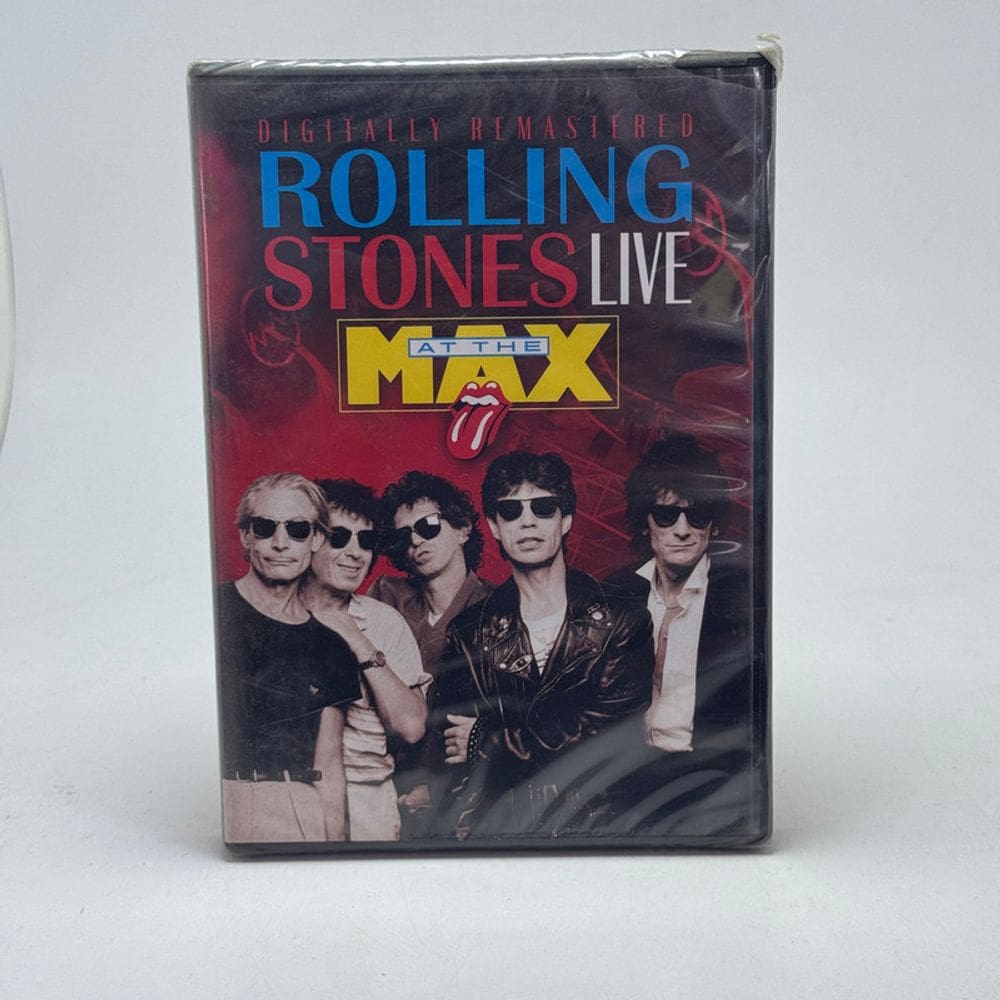 DIGITALLY REMASTERED
ROLLING
STONES LIVE
AT THE
MAX